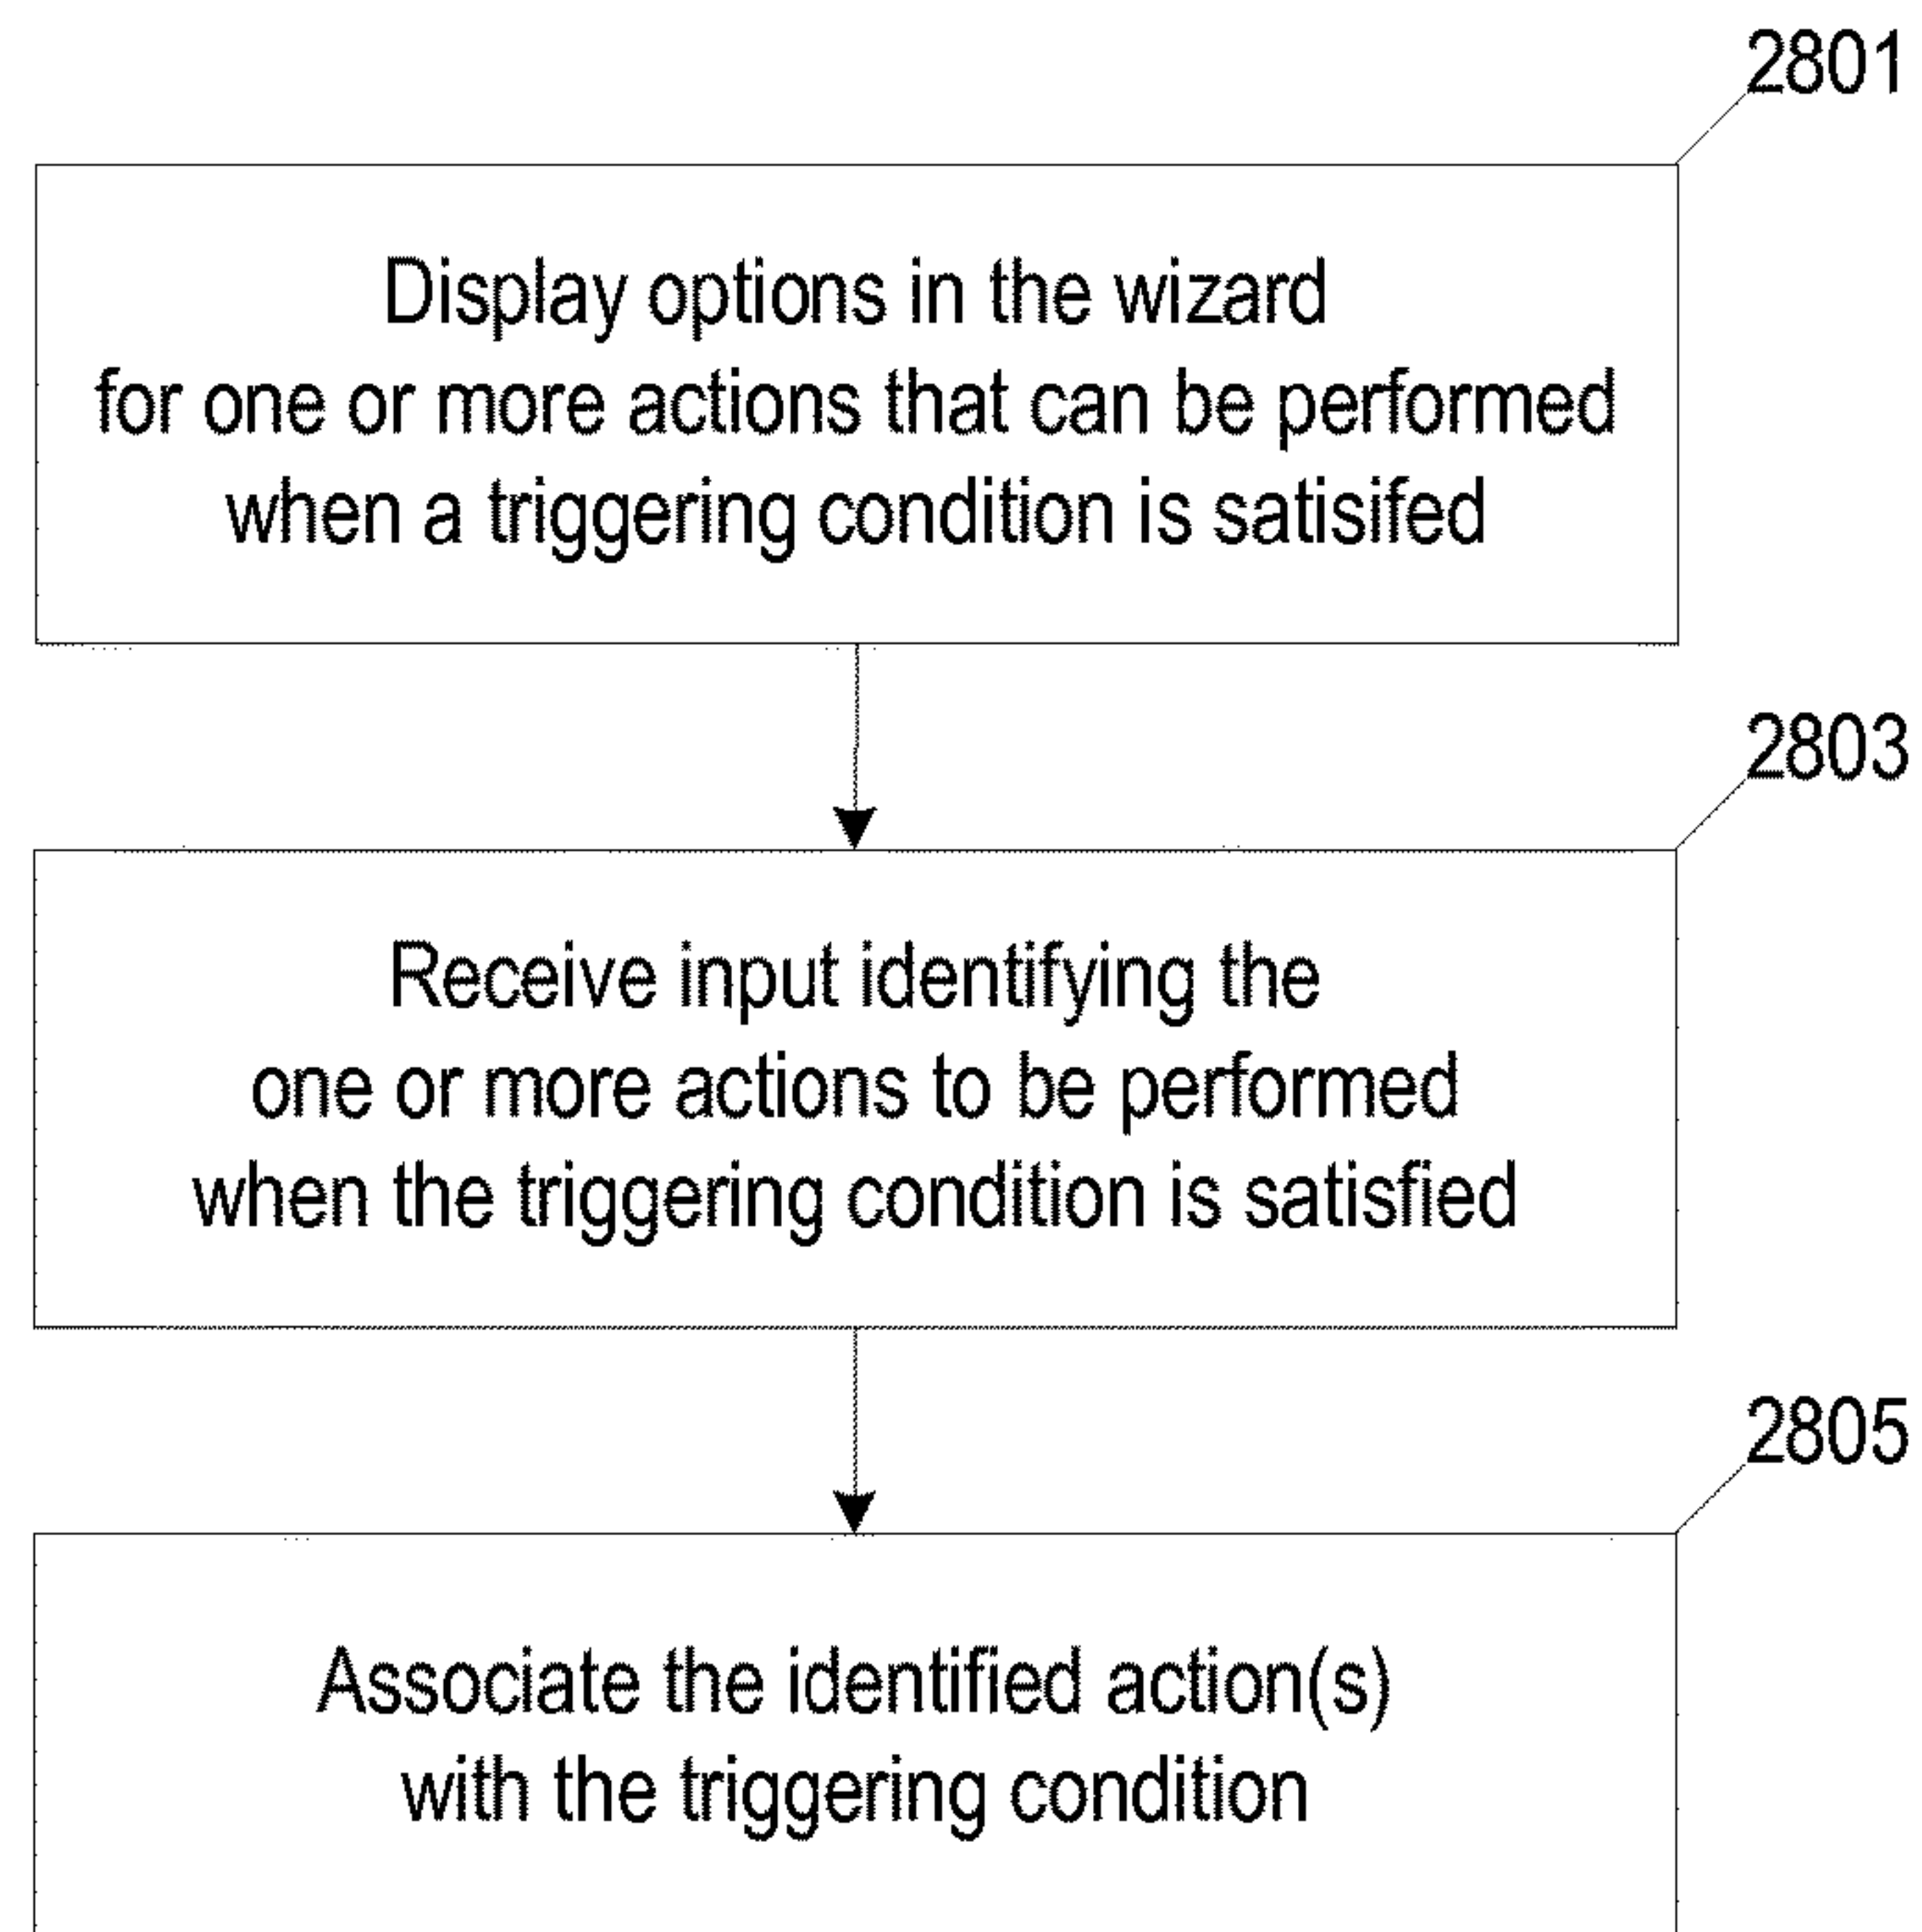 2801
Display options in the wizard
for one or more actions that can be performed
when a triggering condition is satisifed
2803
Receive input identifying the
one or more actions to be performed
when the triggering condition is satisfied
2805
Associate the identified action(s)
with the triggering condition